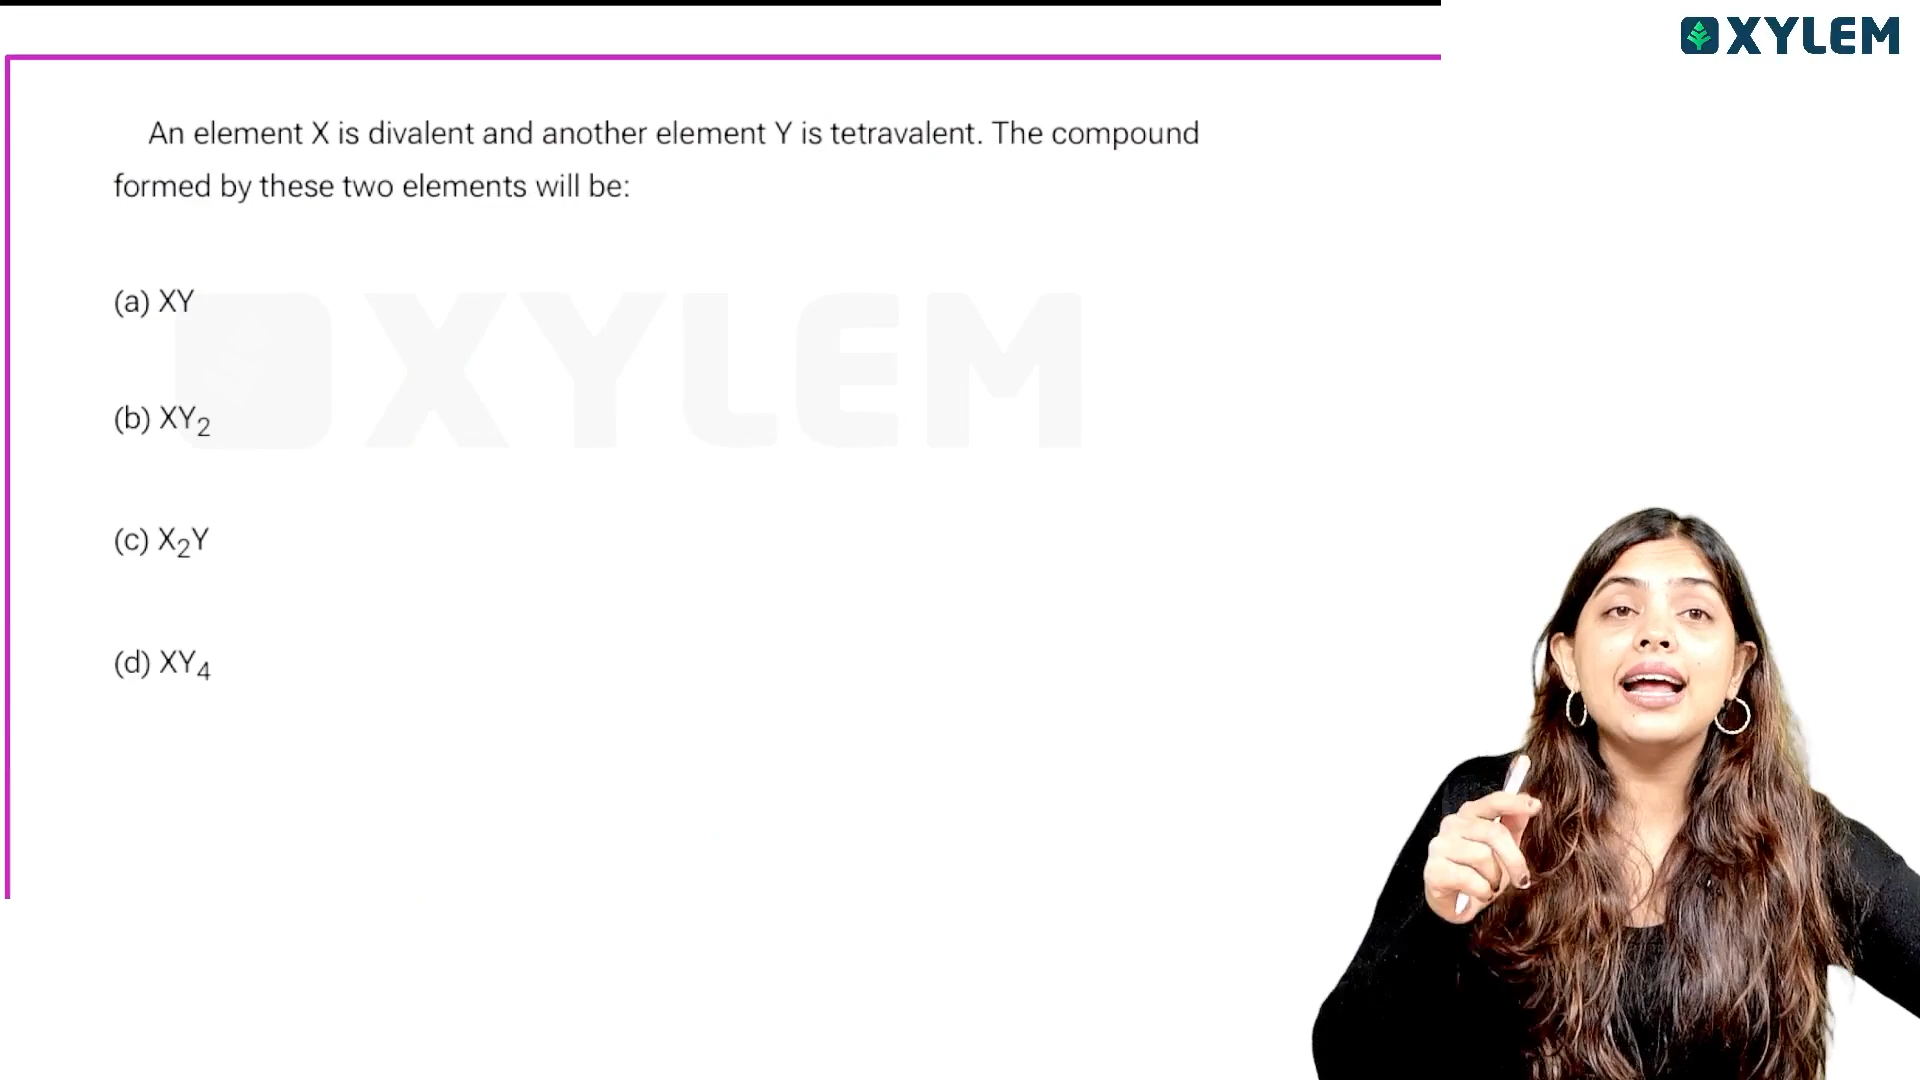 XYLEM
An element X is divalent and another element Y is tetravalent. The compound
formed by these two elements will be:
(a) XY
XYLEM
(b) XY₂
(c) X₂Y
(d) XY₄